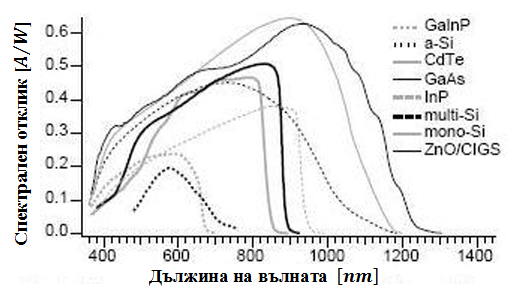 Спектрален отклик [A/W]
0.6
0.5
0.4
0.3
0.2
0.1
0.0
GaInP
a-Si
CdTe
GaAs
InP
multi-Si
mono-Si
ZnO/CIGS
400 600 800 1000 1200 1400
Дължина на вълната [nm]